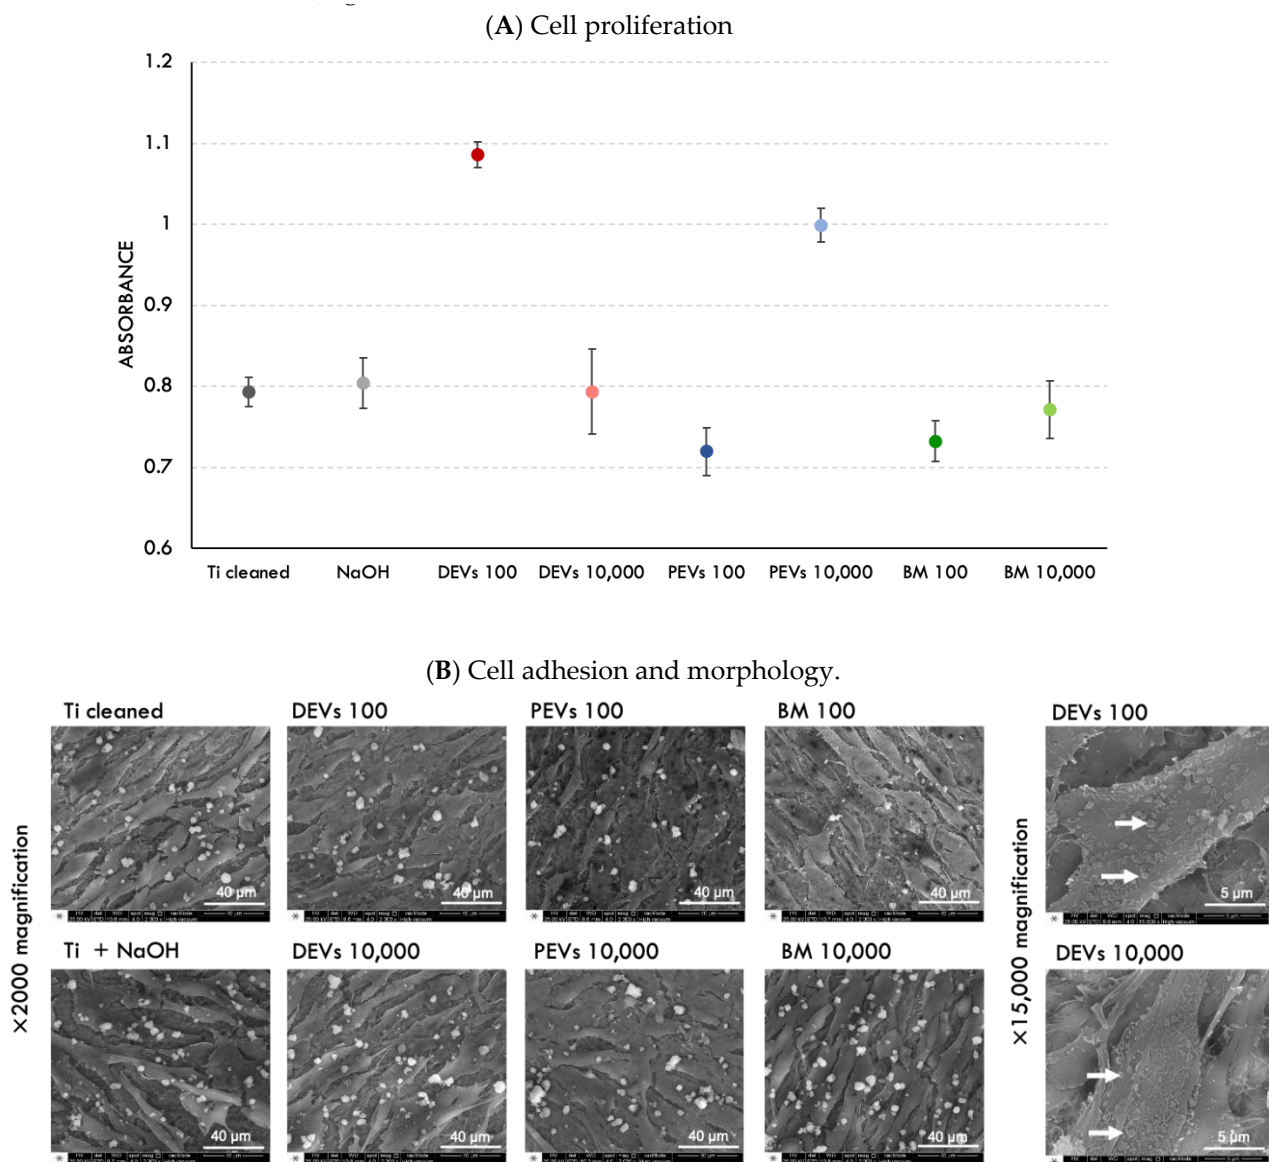 (A) Cell proliferation
1.2
1.1
1
0.9
0.8
0.7
0.6
ABSORBANCE
Ti cleaned NaOH DEVs 100 DEVs 10,000 PEVs 100 PEVs 10,000 BM 100 BM 10,000
(B) Cell adhesion and morphology.
Ti cleaned DEVs 100 PEVs 100 BM 100 DEVs 100
40 μm 40 μm 40 μm 40 μm 5 μm
×2000 magnification
×15,000 magnification
Ti + NaOH DEVs 10,000 PEVs 10,000 BM 10,000 DEVs 10,000
40 μm 40 μm 40 μm 40 μm 5 μm